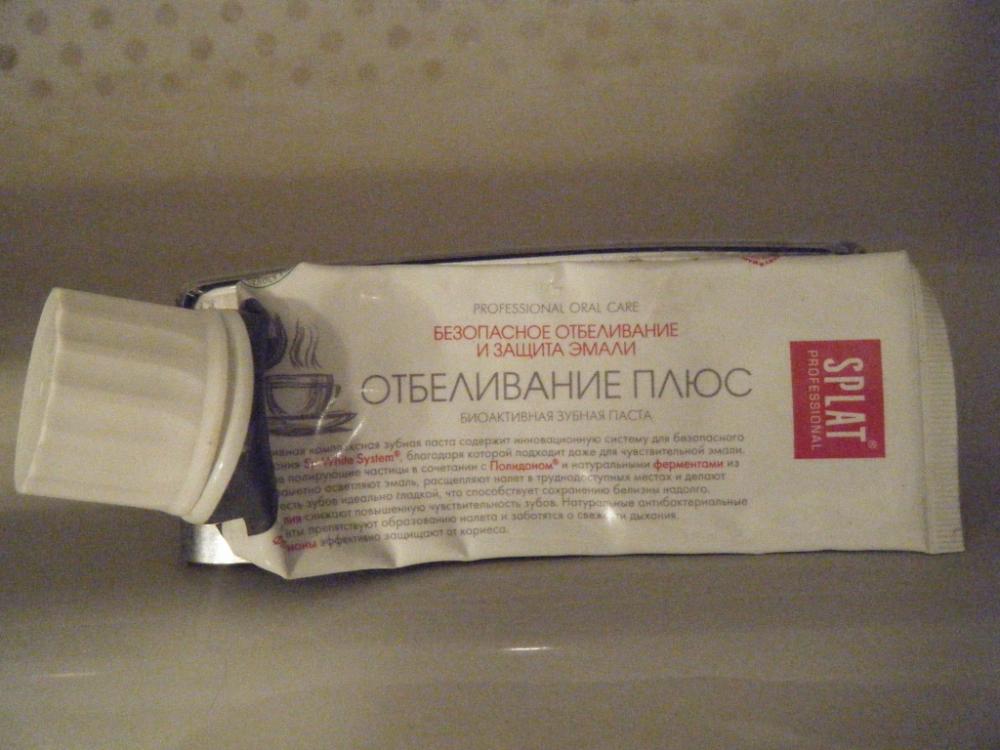 PROFESSIONAL ORAL CARE
БЕЗОПАСНОЕ ОТБЕЛИВАНИЕ
И ЗАЩИТА ЭМАЛИ
ОТБЕЛИВАНИЕ ПЛЮС
БИОАКТИВНАЯ ЗУБНАЯ ПАСТА
комплексная зубная паста содержит инновационную систему для безопасного
White System®, благодаря которой подходит даже для чувствительной эмали.
полирующие частицы в сочетании с Полидоном® и натуральными ферментами из
осветляют эмаль, расщепляют налет в труднодоступных местах и делают
зубов идеально гладкой, что способствует сохранению белизны надолго.
снижают повышенную чувствительность зубов. Натуральные антибактериальные
препятствуют образованию налета и заботятся о свежести дыхания.
эффективно защищают от кариеса.
SPLAT®
PROFESSIONAL